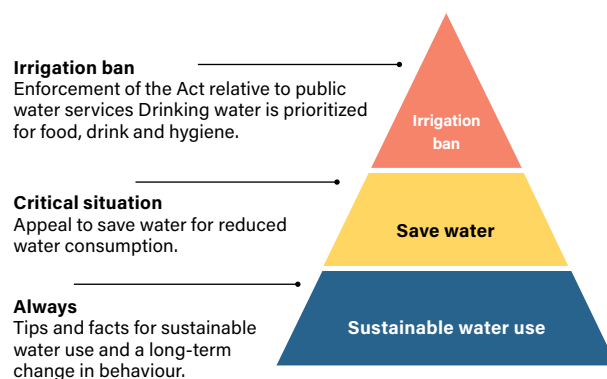 Irrigation ban
Enforcement of the Act relative to public
water services Drinking water is prioritized
for food, drink and hygiene.
Irrigation
ban
Critical situation
Appeal to save water for reduced
water consumption.
Save water
Always
Tips and facts for sustainable
water use and a long-term
change in behaviour.
Sustainable water use